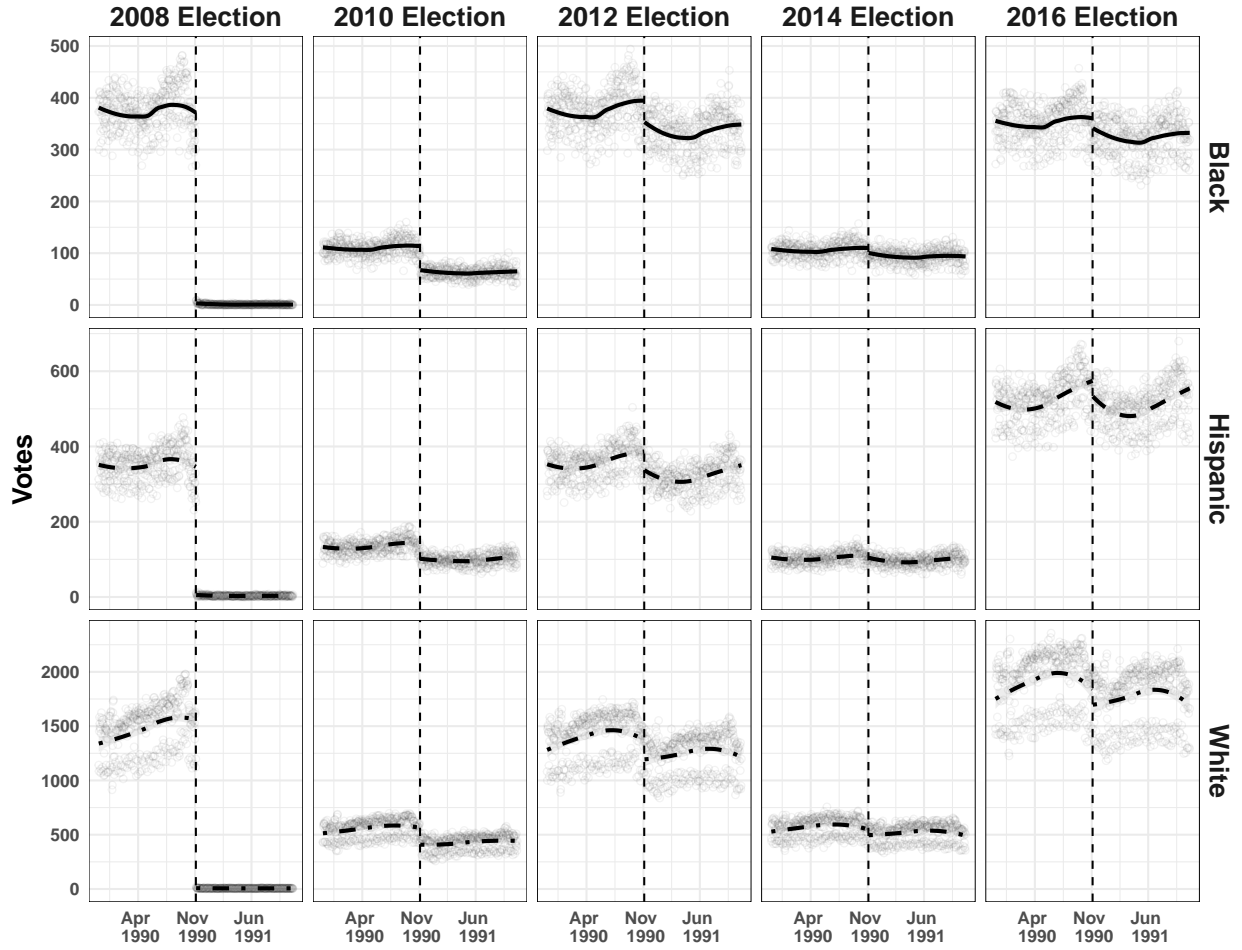 2008 Election
2010 Election
2012 Election
2014 Election
2016 Election
Votes
500
400
300
200
100
0
Black
600
400
200
0
Hispanic
2000
1500
1000
500
0
White
Apr
1990
Nov
1990
Jun
1991
Apr
1990
Nov
1990
Jun
1991
Apr
1990
Nov
1990
Jun
1991
Apr
1990
Nov
1990
Jun
1991
Apr
1990
Nov
1990
Jun
1991